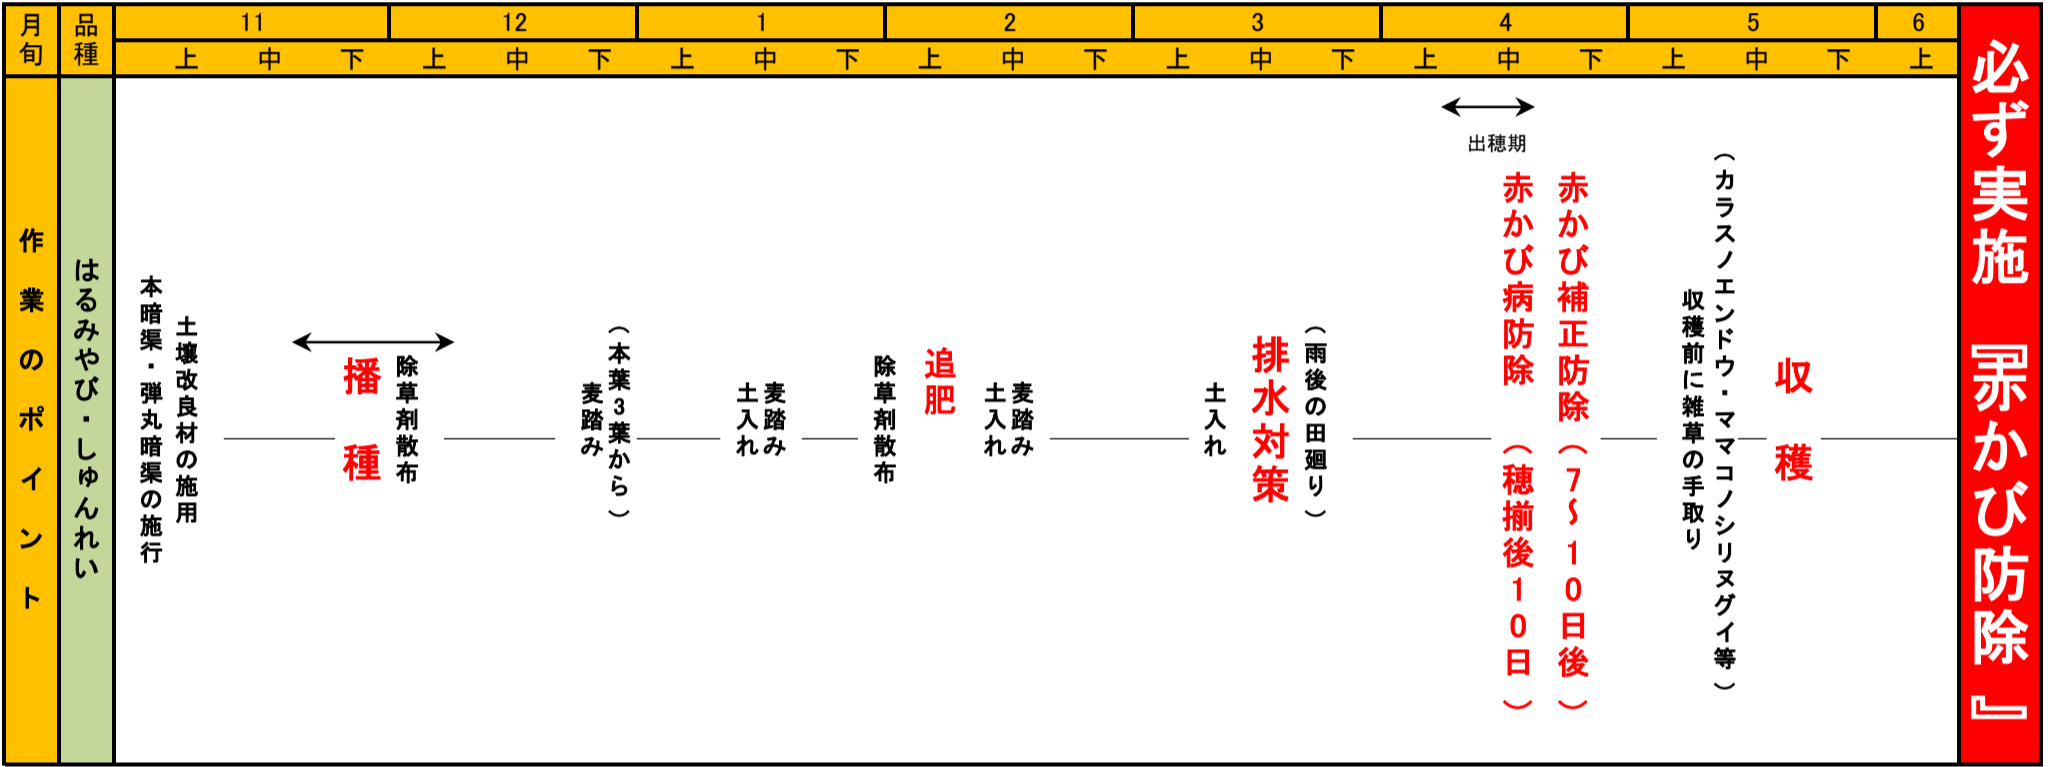 月旬
品種
11
12
1
2
3
4
5
6
上 中 下 上 中 下 上 中 下 上 中 下 上 中 下 上 中 下 上 中 下 上
作業のポイント
はるみやび・しゅんれい
本暗渠・弾丸暗渠の施行
土壌改良材の施用
播種
除草剤散布
麦踏み
（本葉3葉から）
土入れ
麦踏み
除草剤散布
追肥
土入れ
麦踏み
土入れ
排水対策
（雨後の田廻り）
出穂期
赤かび病防除 （穂揃後10日）
赤かび補正防除（7～10日後）
収穫前に雑草の手取り
（カラスノエンドウ・ママコノシリヌグイ等）
収穫
必ず実施 『赤かび防除』